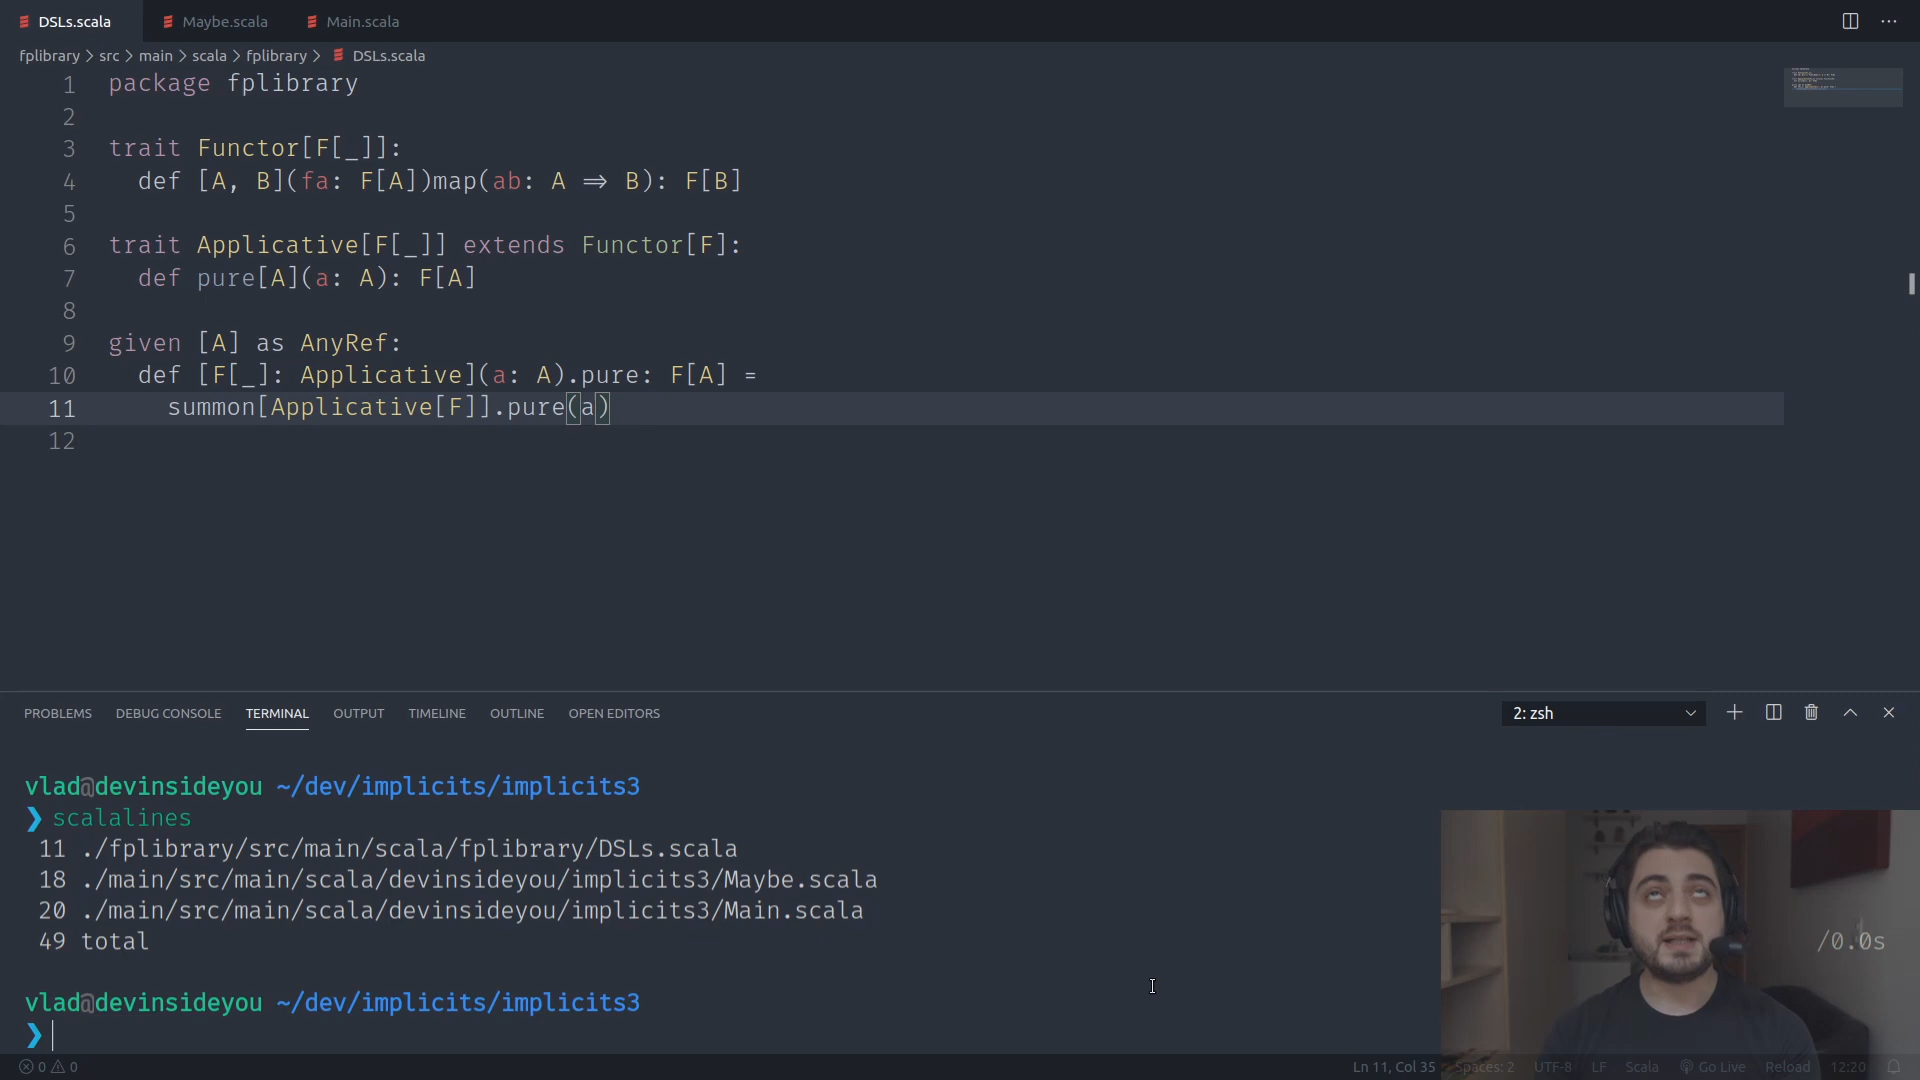 DSLs.scala Maybe.scala Main.scala
fplibrary > src > main > scala > fplibrary > DSLs.scala
1 package fplibrary
2
3 trait Functor[F[_]]:
4 def [A, B](fa: F[A])map(ab: A ⇒ B): F[B]
5
6 trait Applicative[F[_]] extends Functor[F]:
7 def pure[A](a: A): F[A]
8
9 given [A] as AnyRef:
10 def [F[_]: Applicative](a: A).pure: F[A] =
11 summon[Applicative[F]].pure(a)
12
PROBLEMS DEBUG CONSOLE TERMINAL OUTPUT TIMELINE OUTLINE OPEN EDITORS 2: zsh
vlad@devinsideyou ~/dev/implicits/implicits3
❯ scalalines
11 ./fplibrary/src/main/scala/fplibrary/DSLs.scala
18 ./main/src/main/scala/devinsideyou/implicits3/Maybe.scala
20 ./main/src/main/scala/devinsideyou/implicits3/Main.scala
49 total
/0.0s
vlad@devinsideyou ~/dev/implicits/implicits3
❯
0 0 Ln 11, Col 35 Spaces: 2 UTF-8 LF Scala Go Live Reload 12:20